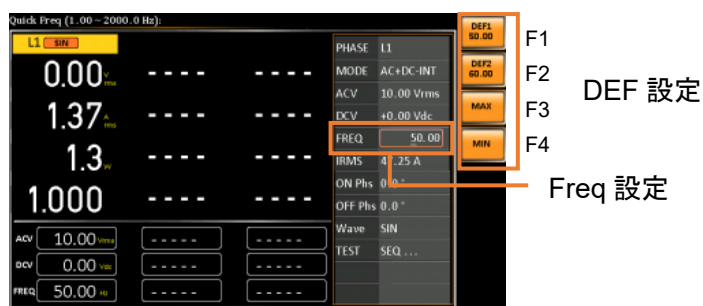 Quick Freq (1.00~2000.0 Hz):
L1 SIN
0.00 V rms
1.37 A rms
1.3 W
1.000
- - - - - - - -
- - - - - - - -
- - - - - - - -
- - - - - - - -
ACV 10.00 Vrms - - - - - - - - - -
DCV 0.00 Vdc - - - - - - - - - -
FREQ 50.00 Hz - - - - - - - - - -
PHASE L1
MODE AC+DC-INT
ACV 10.00 Vrms
DCV +0.00 Vdc
FREQ 50.00
IRMS .25 A
ON Phs 0.0 °
OFF Phs 0.0 °
Wave SIN
TEST SEQ ...
DEF1 50.00 F1
DEF2 60.00 F2
MAX F3
MIN F4
DEF 設定
Freq 設定